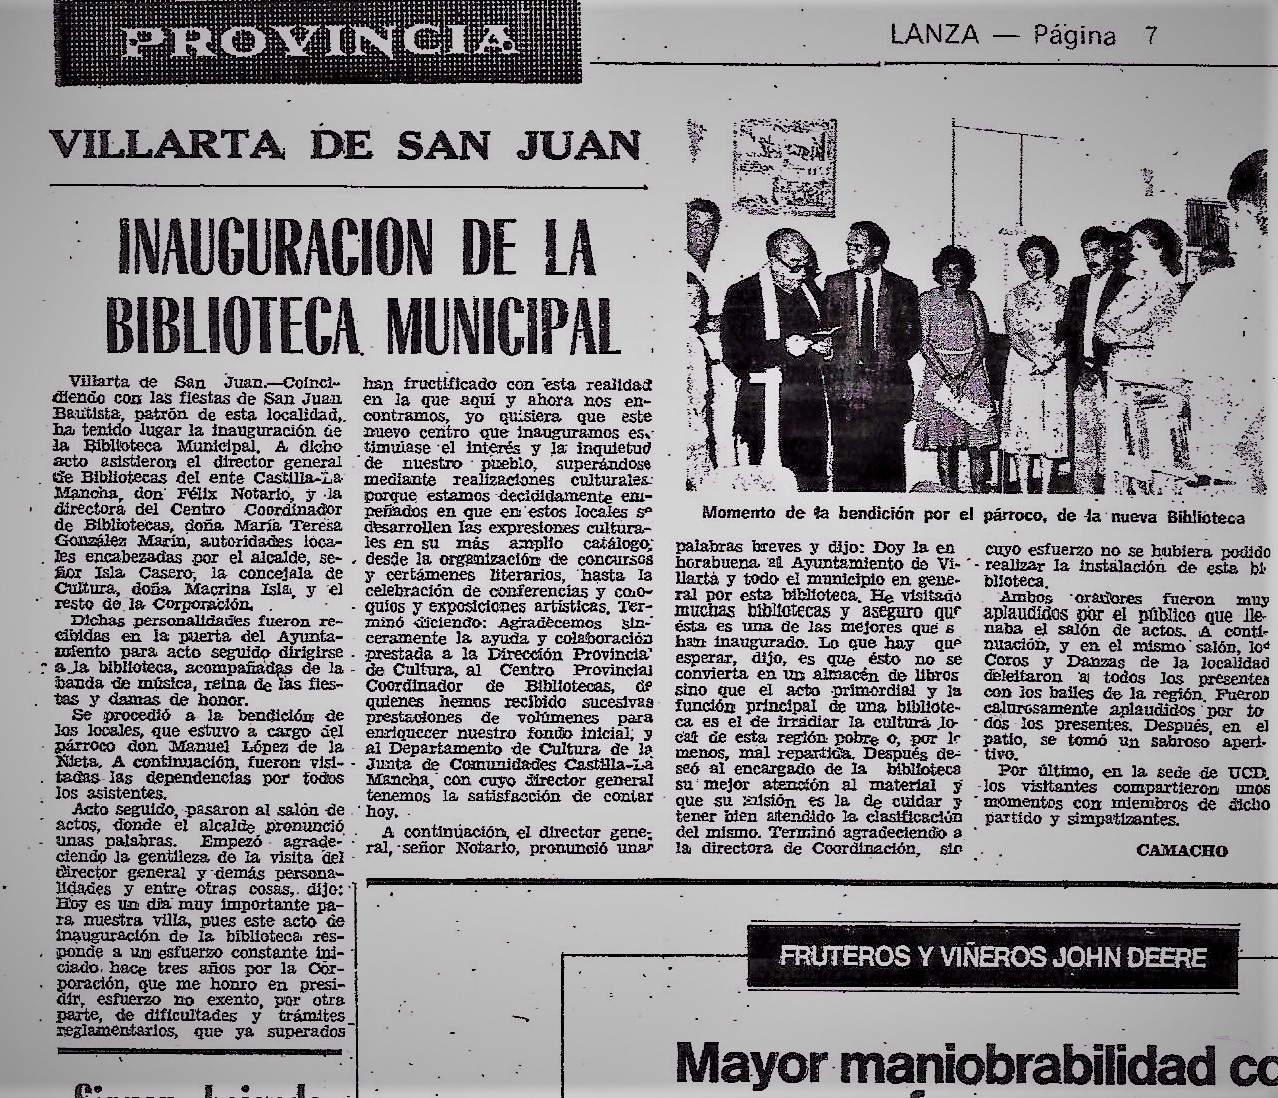 PROVINCIA
LANZA — Página 7
VILLARTA DE SAN JUAN
INAUGURACION DE LA
BIBLIOTECA MUNICIPAL
Villarta de San Juan.—Coinci-
diendo con las fiestas de San Juan
Bautista, patrón de esta localidad,
ha tenido lugar la inauguración de
la Biblioteca Municipal. A dicho
acto asistieron el director general
de Bibliotecas del ente Castilla-La
Mancha, don Félix Notario, y la
directora del Centro Coordinador
de Bibliotecas, doña María Teresa
González Marín, autoridades loca-
les encabezadas por el alcalde, se-
ñor Isla Casero, la concejala de
Cultura, doña Macrina Isla, y el
resto de la Corporación.
Dichas personalidades fueron re-
cibidas en la puerta del Ayunta-
miento para acto seguido dirigirse
a la biblioteca, acompañadas de la
banda de música, reina de las fies-
tas y damas de honor.
Se procedió a la bendición de
los locales, que estuvo a cargo del
párroco don Manuel López de la
Nieta. A continuación, fueron visi-
tadas las dependencias por todos
los asistentes.
Acto seguido, pasaron al salón de
actos, donde el alcalde pronunció
unas palabras. Empezó agrade-
ciendo la gentileza de la visita del
director general y demás persona-
lidades y entre otras cosas, dijo:
Hoy es un día muy importante pa-
ra nuestra villa, pues este acto de
inauguración de la biblioteca res-
ponde a un esfuerzo constante ini-
ciado hace tres años por la Cor-
poración, que me honro en presi-
dir, esfuerzo no exento, por otra
parte, de dificultades y trámites
reglamentarios, que ya superados
han fructificado con esta realidad
en la que aquí y ahora nos en-
contramos, yo quisiera que este
nuevo centro que inauguramos es-
timulase el interés y la inquietud
de nuestro pueblo, superándose
mediante realizaciones culturales
porque estamos decididamente em-
peñados en que en estos locales se
desarrollen las expresiones cultura-
les en su más amplio catálogo;
desde la organización de concursos
y certámenes literarios, hasta la
celebración de conferencias y colo-
quios y exposiciones artísticas. Ter-
minó diciendo: Agradecemos sin-
ceramente la ayuda y colaboración
prestada a la Dirección Provincial
de Cultura, al Centro Provincial
Coordinador de Bibliotecas, de
quienes hemos recibido sucesivas
prestaciones de volúmenes para
enriquecer nuestro fondo inicial; y
al Departamento de Cultura de la
Junta de Comunidades Castilla-La
Mancha, con cuyo director general
tenemos la satisfacción de contar
hoy.
A continuación, el director gene-
ral, señor Notario, pronunció unas
Momento de la bendición por el párroco, de la nueva Biblioteca
palabras breves y dijo: Doy la en
horabuena al Ayuntamiento de Vi-
llarta y todo el municipio en gene-
ral por esta biblioteca. He visitado
muchas bibliotecas y aseguro que
ésta es una de las mejores que s
han inaugurado. Lo que hay que
esperar, dijo, es que ésto no se
convierta en un almacén de libros
sino que el acto primordial y la
función principal de una bibliote-
ca es el de irradiar la cultura lo-
cal de esta región pobre o, por lo
menos, mal repartida. Después de-
seó al encargado de la biblioteca
su mejor atención al material y
que su misión es la de cuidar y
tener bien atendido la clasificación
del mismo. Terminó agradeciendo a
la directora de Coordinación, sin
cuyo esfuerzo no se hubiera podido
realizar la instalación de esta bi-
blioteca.
Ambos oradores fueron muy
aplaudidos por el público que lle-
naba el salón de actos. A conti-
nuación, y en el mismo salón, los
Coros y Danzas de la localidad
deleitaron a todos los presentes
con los bailes de la región. Fueron
calurosamente aplaudidos por to
dos los presentes. Después, en el
patio, se tomó un sabroso aperi-
tivo.
Por último, en la sede de UCD,
los visitantes compartieron unos
momentos con miembros de dicho
partido y simpatizantes.
CAMACHO
FRUTEROS Y VIÑEROS JOHN DEERE
Mayor maniobrabilidad co